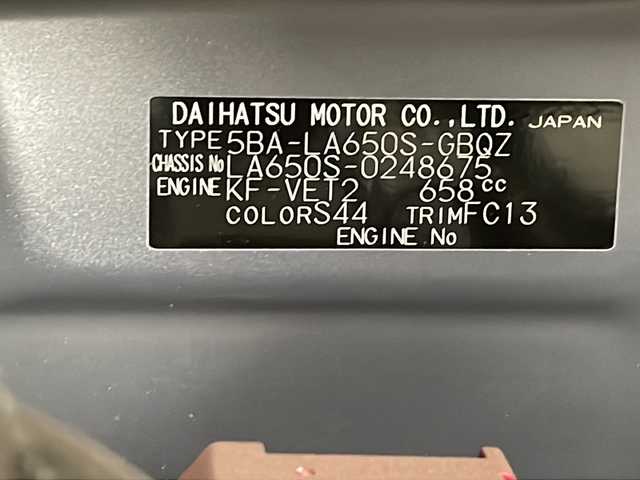 DAIHATSU MOTOR CO.,LTD. JAPAN
TYPE 5BA-LA650S-GBQZ
CHASSIS No LA650S-0248675
ENGINE KF-VET2 658cc
COLOR S44 TRIM FC13
ENGINE No